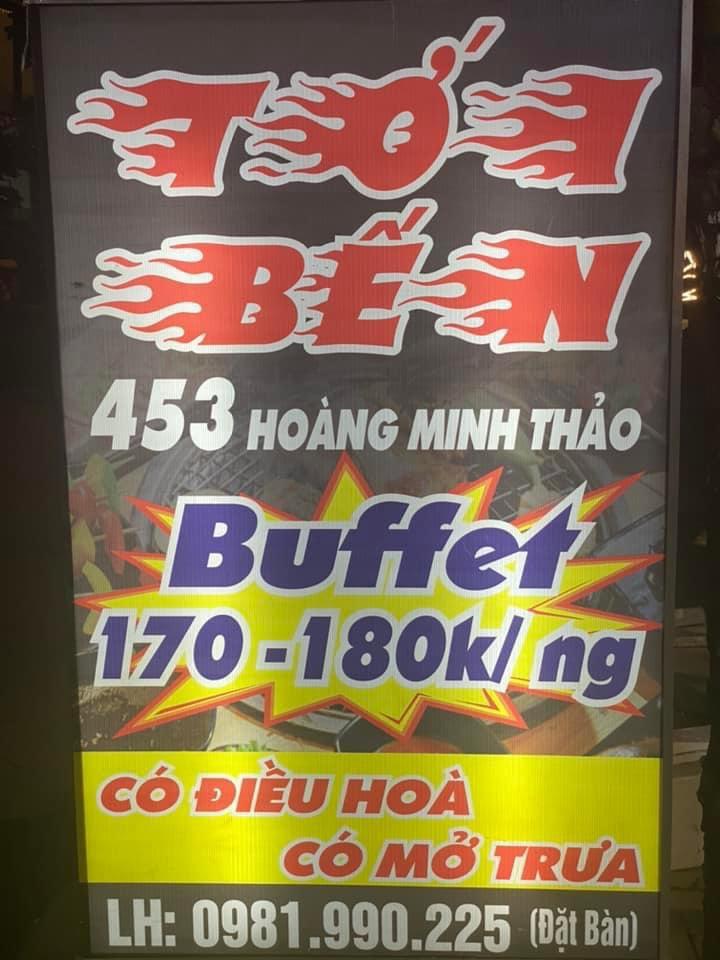 TỚI
BẾN
453 HOÀNG MINH THẢO
Buffet
170-180k/ ng
CÓ ĐIỀU HOÀ
CÓ MỞ TRƯA
LH: 0981.990.225 (Đặt Bàn)